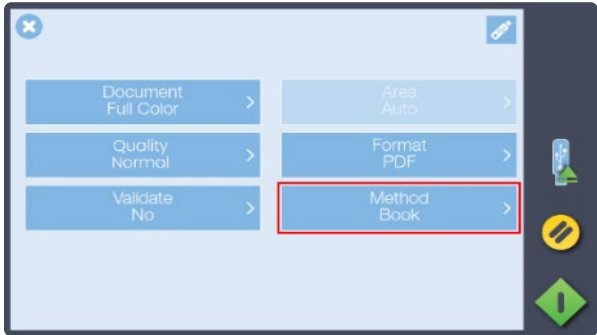 Document
Full Color
Area
Auto
Quality
Normal
Format
PDF
Validate
No
Method
Book